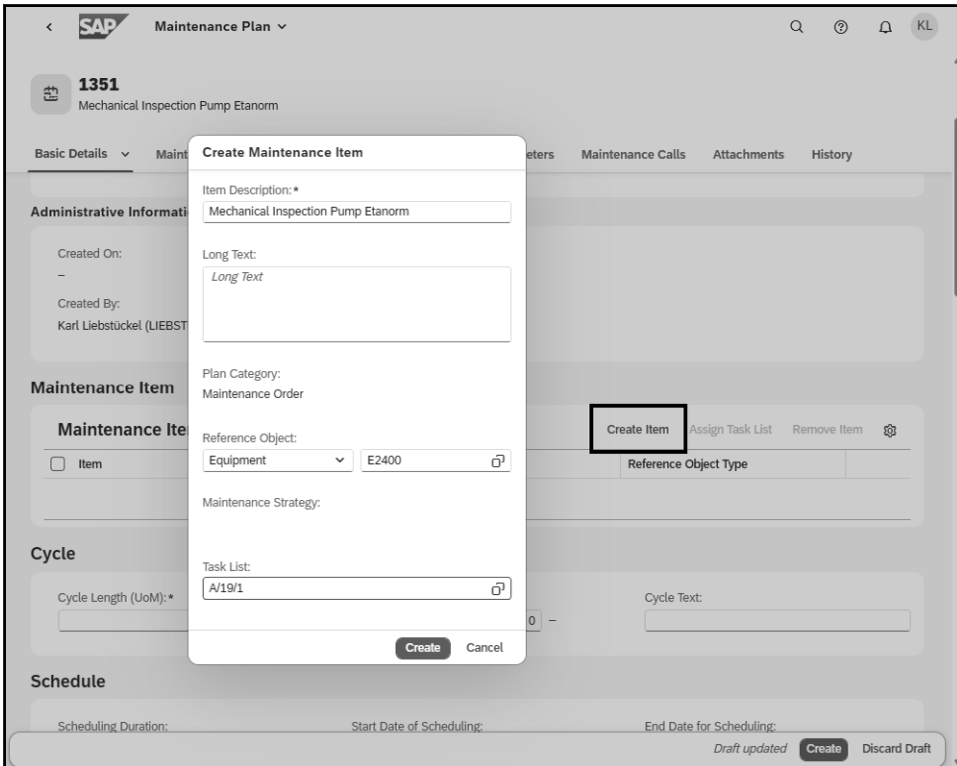 SAP Maintenance Plan KL
1351
Mechanical Inspection Pump Etanorm
Basic Details Maint eters Maintenance Calls Attachments History
Create Maintenance Item
Item Description:*
Mechanical Inspection Pump Etanorm
Long Text:
Long Text
Plan Category:
Maintenance Order
Reference Object:
Equipment E2400
Maintenance Strategy:
Task List:
A/19/1
Create Cancel
Administrative Informati
Created On:
–
Created By:
Karl Liebstückel (LIEBST
Maintenance Item
Maintenance Ite Create Item Assign Task List Remove Item
Item Reference Object Type
Cycle
Cycle Length (UoM):* Cycle Text:
0 –
Schedule
Scheduling Duration: Start Date of Scheduling: End Date for Scheduling:
Draft updated Create Discard Draft